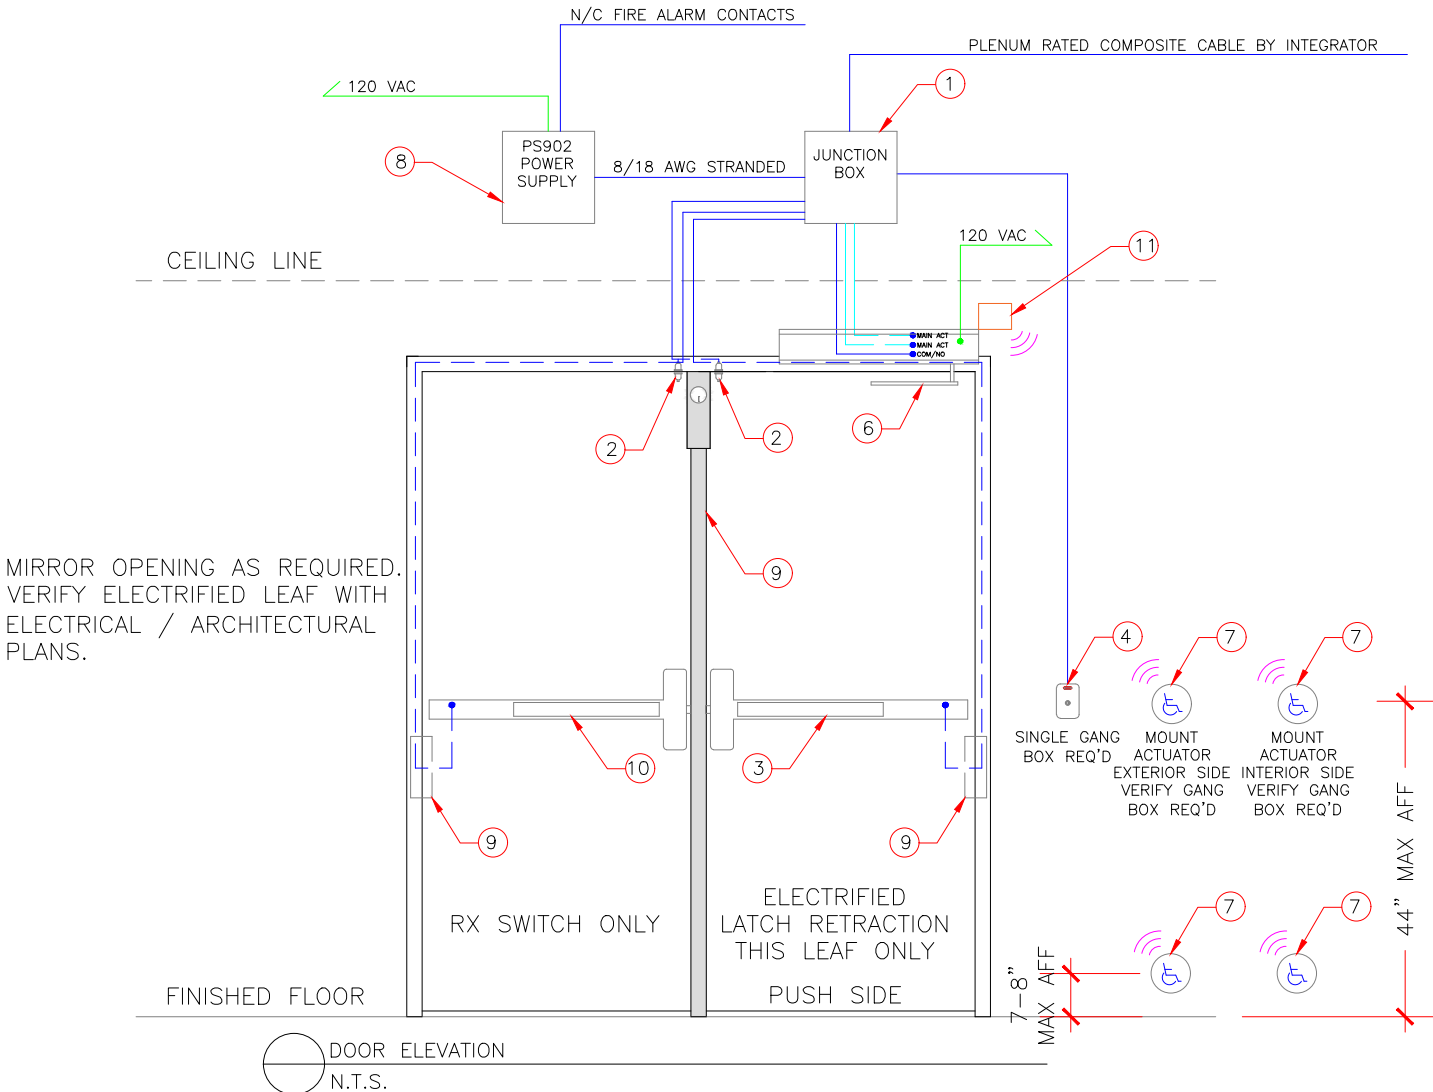 N/C FIRE ALARM CONTACTS
PLENUM RATED COMPOSITE CABLE BY INTEGRATOR
120 VAC
1
PS902
POWER
SUPPLY
8
8/18 AWG STRANDED
JUNCTION
BOX
120 VAC
11
CEILING LINE
MAIN ACT
MAIN ACT
COM/NO
2
2
6
9
MIRROR OPENING AS REQUIRED.
VERIFY ELECTRIFIED LEAF WITH
ELECTRICAL / ARCHITECTURAL
PLANS.
4
7
7
SINGLE GANG
BOX REQ'D
MOUNT
ACTUATOR
EXTERIOR SIDE
VERIFY GANG
BOX REQ'D
MOUNT
ACTUATOR
INTERIOR SIDE
VERIFY GANG
BOX REQ'D
10
3
9
9
44" MAX AFF
RX SWITCH ONLY
ELECTRIFIED
LATCH RETRACTION
THIS LEAF ONLY
7
7
7-8"
MAX AFF
FINISHED FLOOR
PUSH SIDE
DOOR ELEVATION
N.T.S.